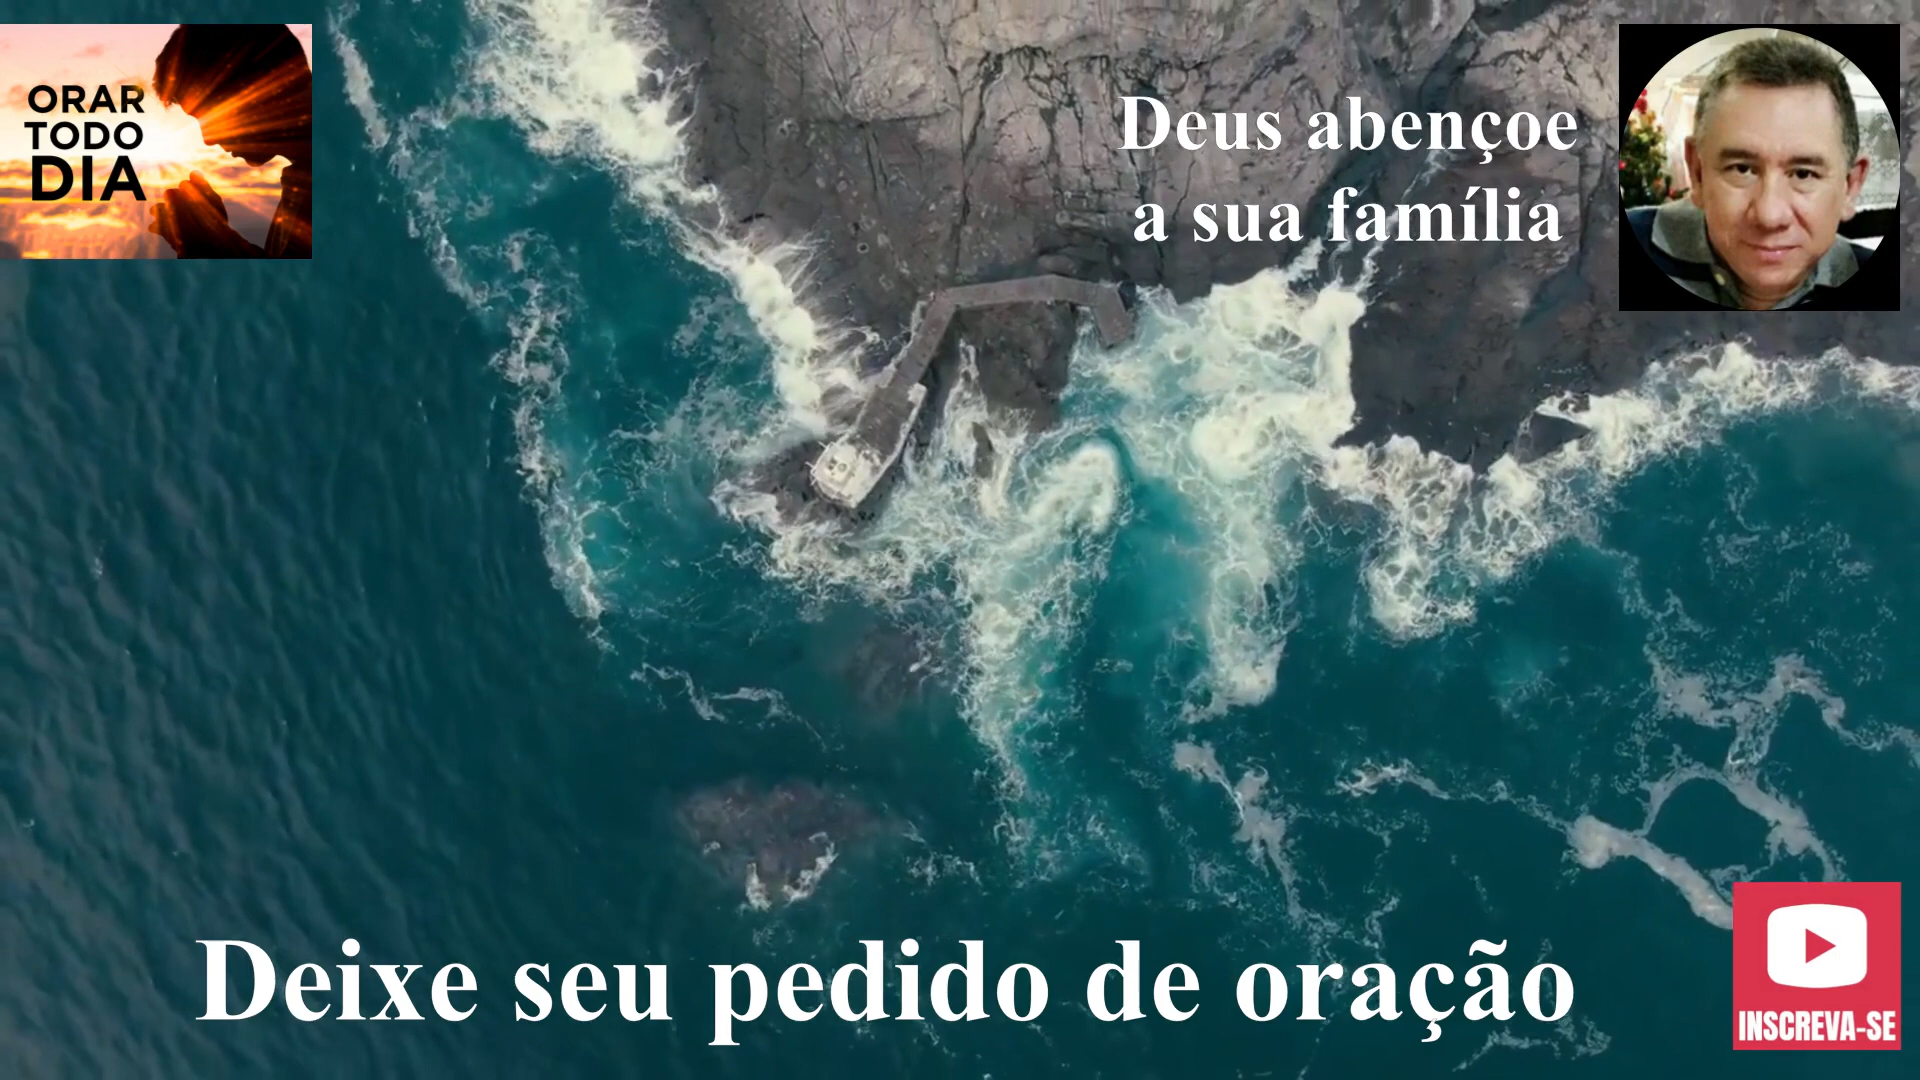 ORAR
TODO
DIA
Deus abençoe
a sua família
Deixe seu pedido de oração
INSCREVA-SE